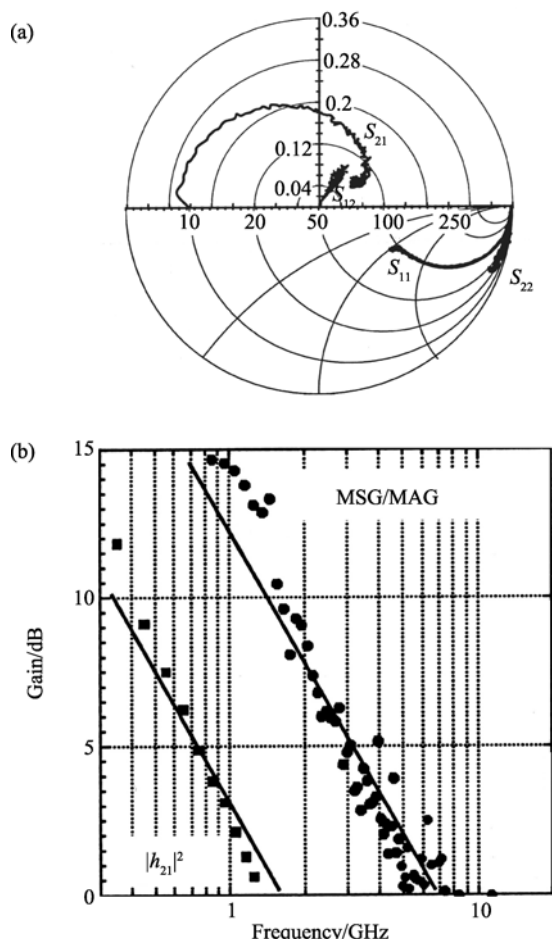 (a)
0.36
0.28
0.2
0.12
0.04
S21
S12
10 50 100 250
S11
S22
(b)
15
MSG/MAG
10
Gain/dB
5
|h21|²
0
1 10
Frequency/GHz